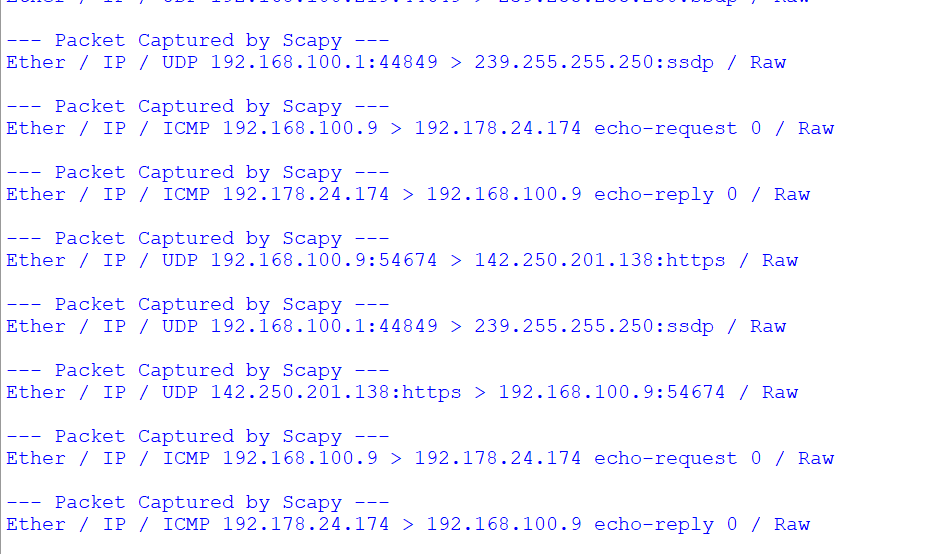 --- Packet Captured by Scapy ---
Ether / IP / UDP 192.168.100.1:44849 > 239.255.255.250:ssdp / Raw
--- Packet Captured by Scapy ---
Ether / IP / ICMP 192.168.100.9 > 192.178.24.174 echo-request 0 / Raw
--- Packet Captured by Scapy ---
Ether / IP / ICMP 192.178.24.174 > 192.168.100.9 echo-reply 0 / Raw
--- Packet Captured by Scapy ---
Ether / IP / UDP 192.168.100.9:54674 > 142.250.201.138:https / Raw
--- Packet Captured by Scapy ---
Ether / IP / UDP 192.168.100.1:44849 > 239.255.255.250:ssdp / Raw
--- Packet Captured by Scapy ---
Ether / IP / UDP 142.250.201.138:https > 192.168.100.9:54674 / Raw
--- Packet Captured by Scapy ---
Ether / IP / ICMP 192.168.100.9 > 192.178.24.174 echo-request 0 / Raw
--- Packet Captured by Scapy ---
Ether / IP / ICMP 192.178.24.174 > 192.168.100.9 echo-reply 0 / Raw